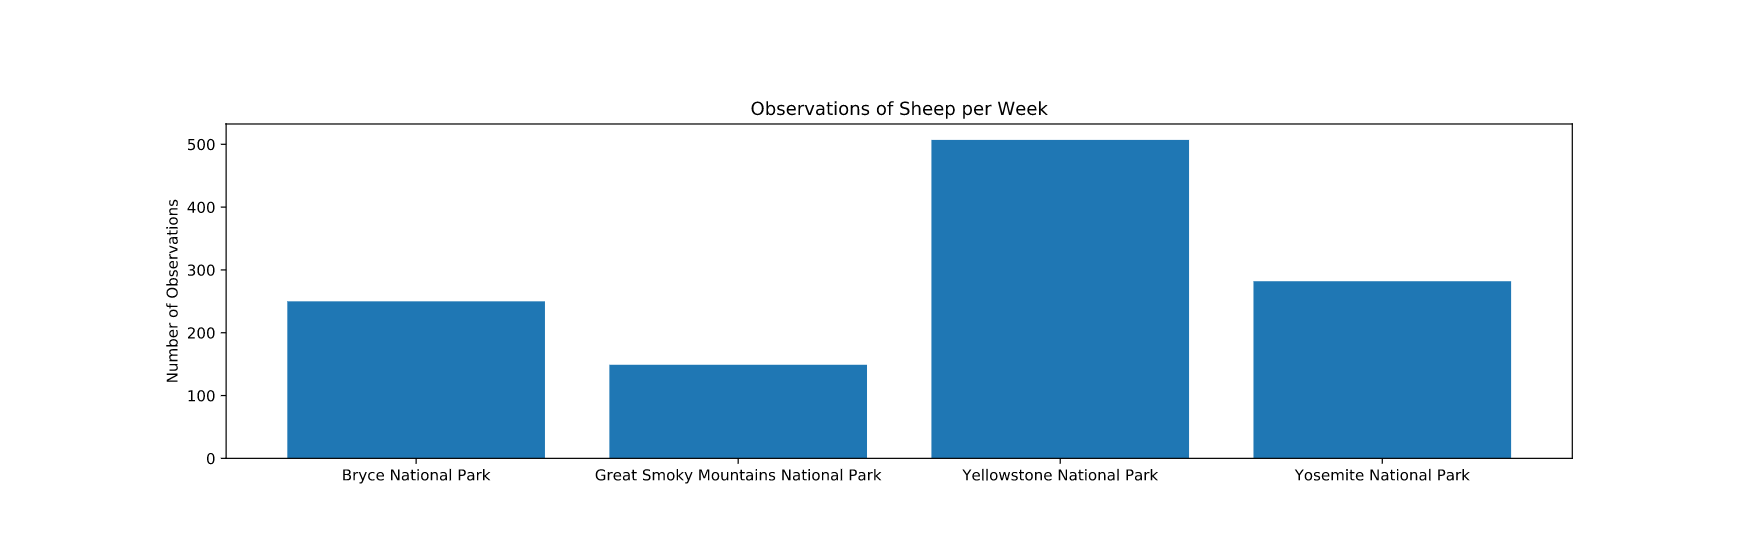 Observations of Sheep per Week
Number of Observations
500
400
300
200
100
0
Bryce National Park
Great Smoky Mountains National Park
Yellowstone National Park
Yosemite National Park